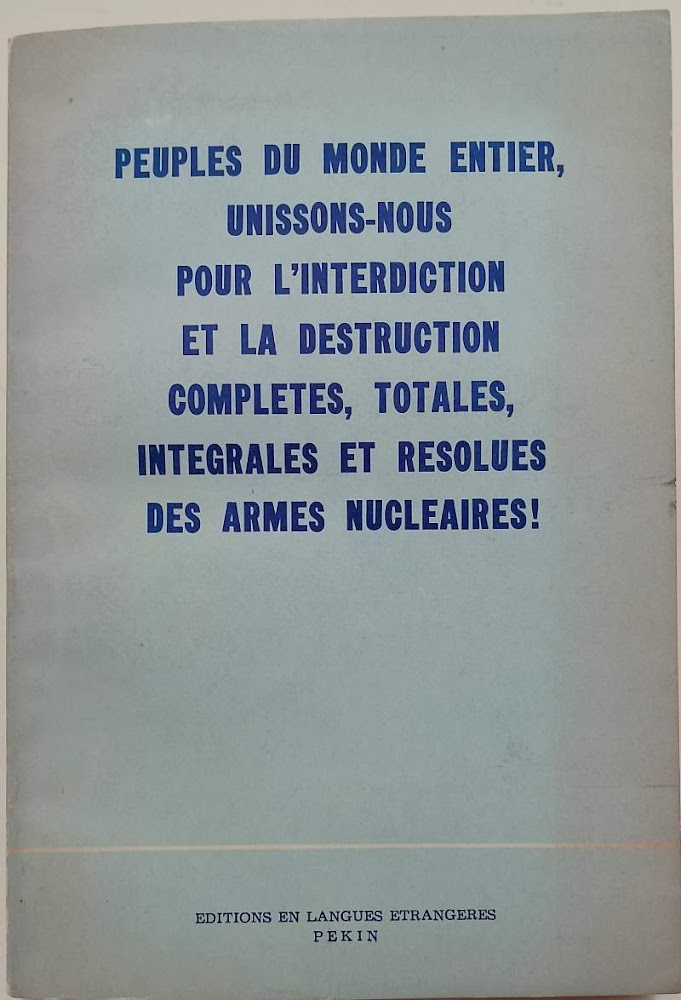 PEUPLES DU MONDE ENTIER,
UNISSONS-NOUS
POUR L'INTERDICTION
ET LA DESTRUCTION
COMPLETES, TOTALES,
INTEGRALES ET RESOLUES
DES ARMES NUCLEAIRES!
EDITIONS EN LANGUES ETRANGERES
PEKIN